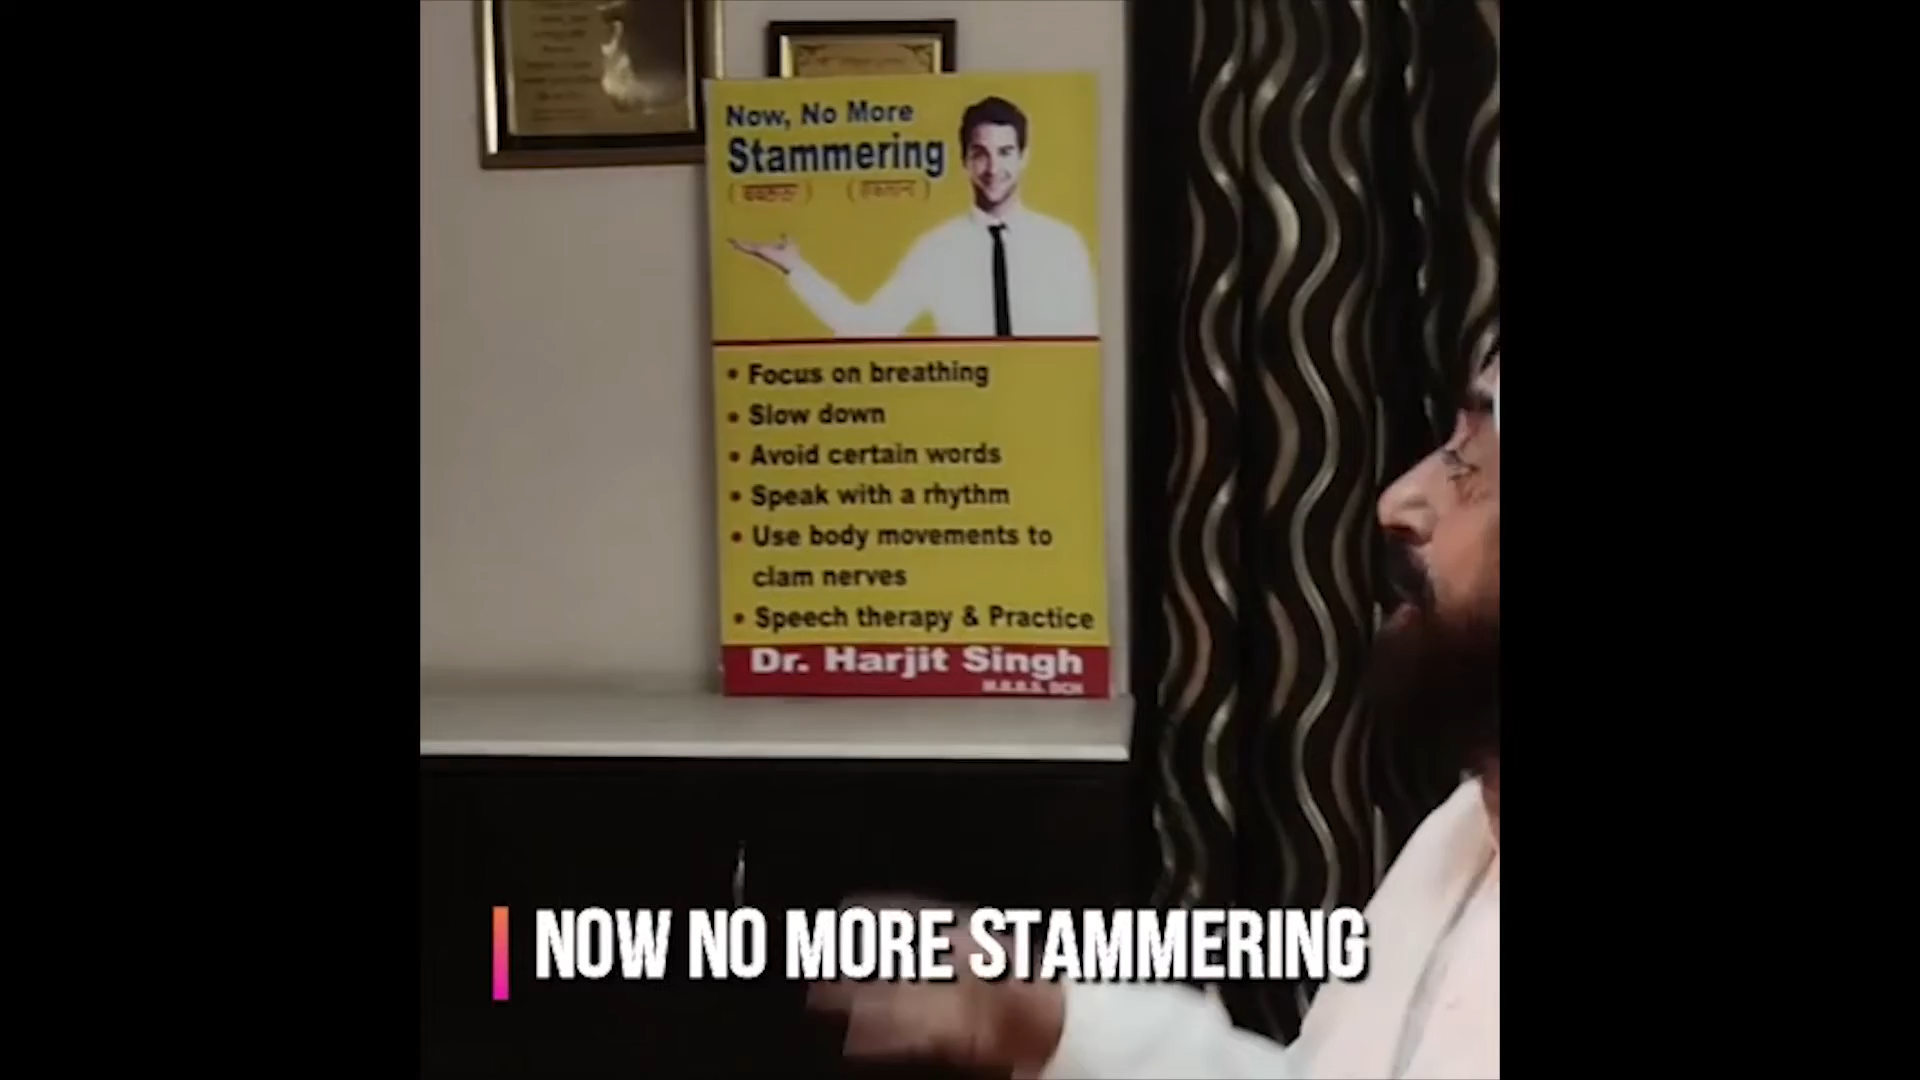 Now, No More
Stammering
• Focus on breathing
• Slow down
• Avoid certain words
• Speak with a rhythm
• Use body movements to
clam nerves
• Speech therapy & Practice
Dr. Harjit Singh
M.B.B.S. DCH
NOW NO MORE STAMMERING